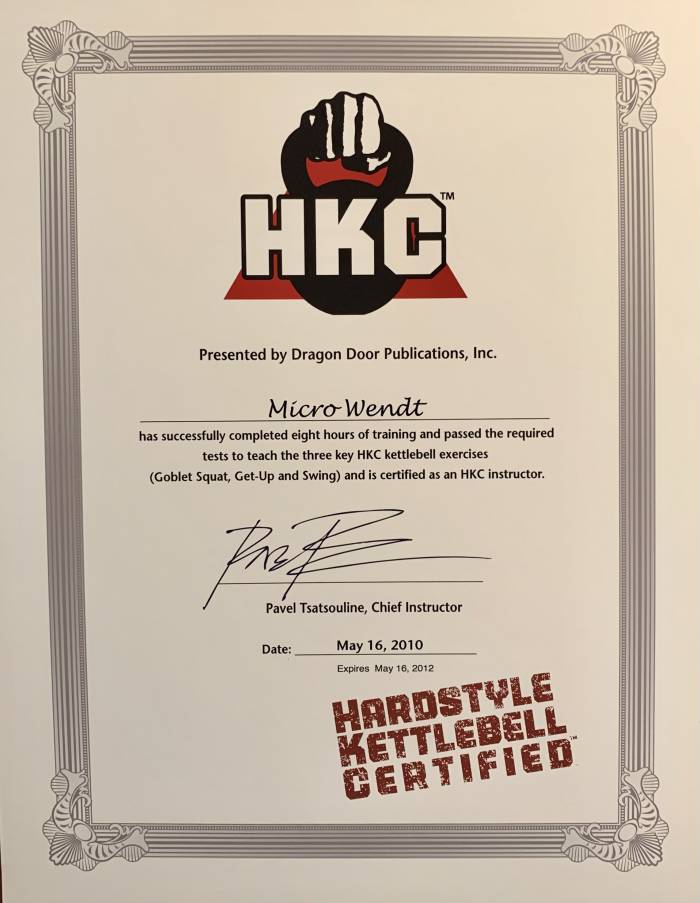 HKC™
Presented by Dragon Door Publications, Inc.
Micro Wendt
has successfully completed eight hours of training and passed the required
tests to teach the three key HKC kettlebell exercises
(Goblet Squat, Get-Up and Swing) and is certified as an HKC instructor.
Pavel Tsatsouline, Chief Instructor
Date: May 16, 2010
Expires May 16, 2012
HARDSTYLE
KETTLEBELL
CERTIFIED™